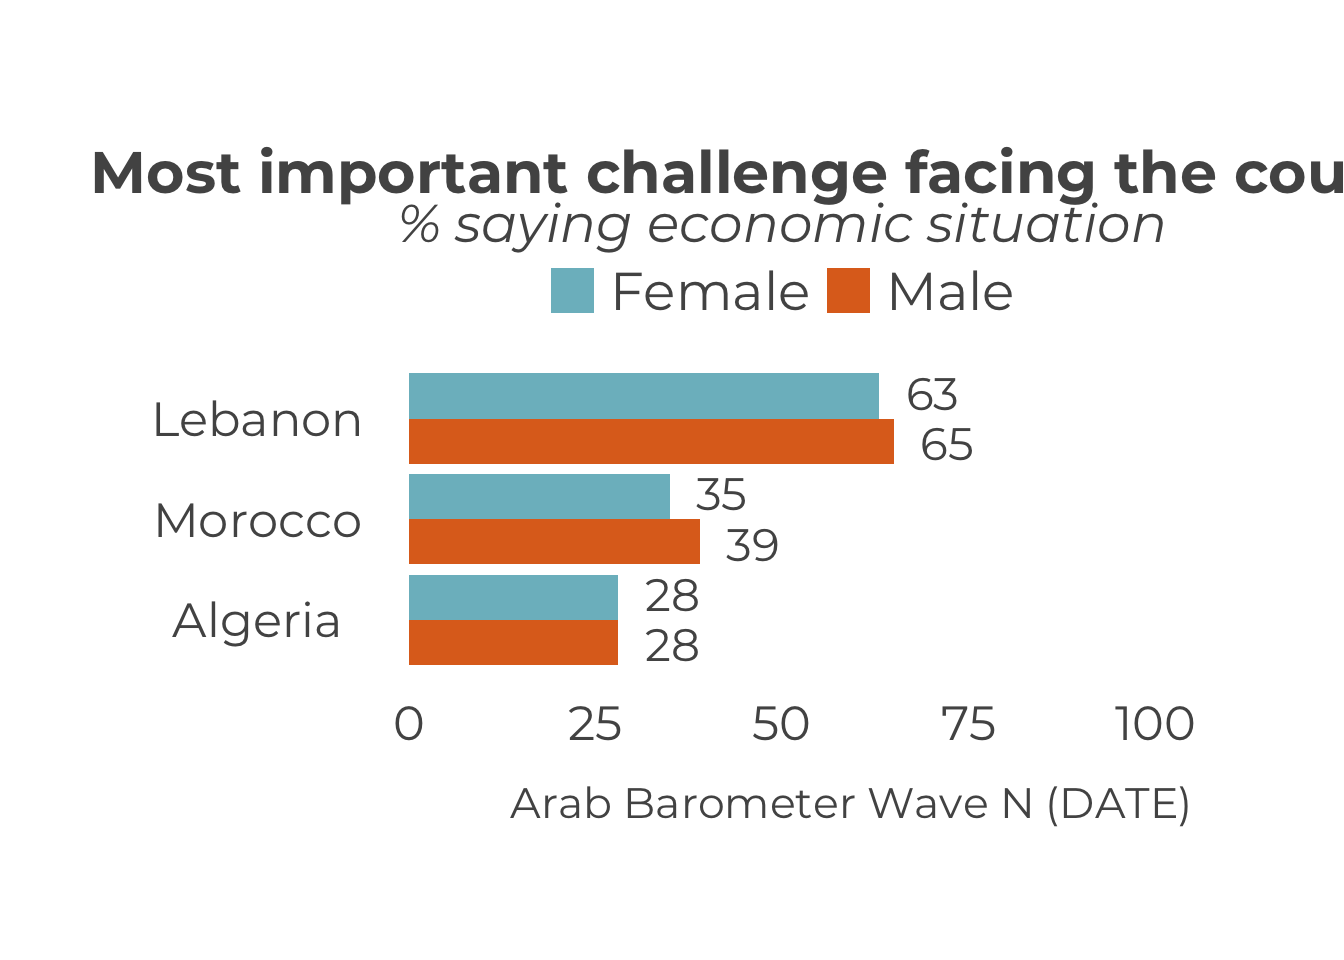 Most important challenge facing the cou
% saying economic situation
Female Male
Lebanon 63
65
Morocco 35
39
Algeria 28
28
0 25 50 75 100
Arab Barometer Wave N (DATE)